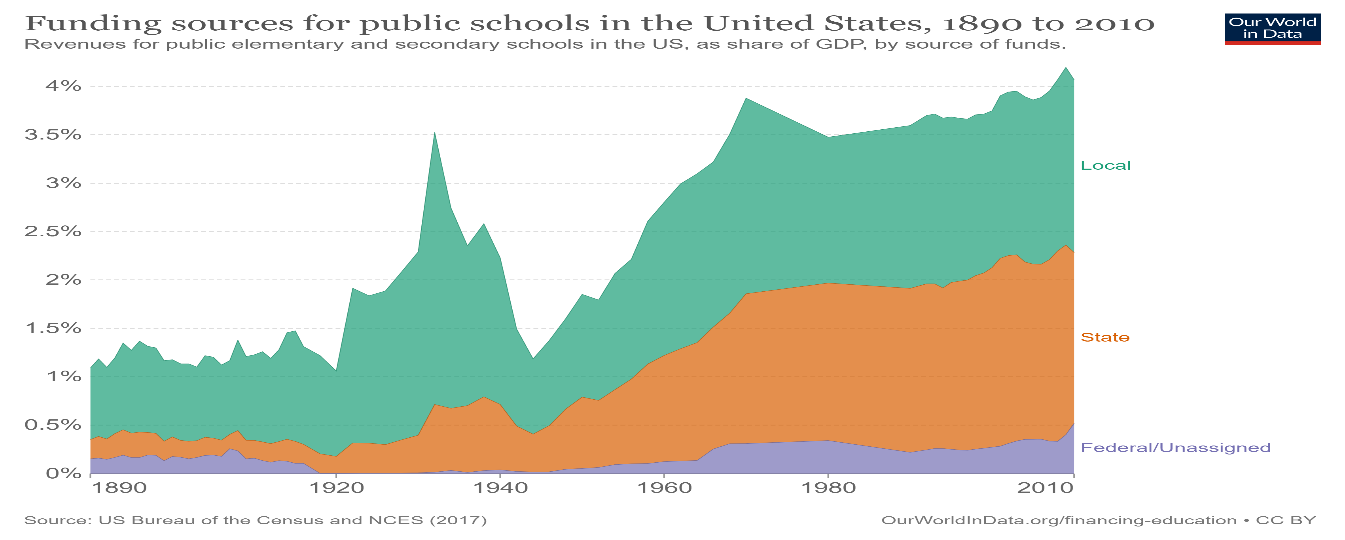 Funding sources for public schools in the United States, 1890 to 2010
Our World
in Data
Revenues for public elementary and secondary schools in the US, as share of GDP, by source of funds.
4%
3.5%
3%
2.5%
2%
1.5%
1%
0.5%
0%
Local
State
Federal/Unassigned
1890 1920 1940 1960 1980 2010
Source: US Bureau of the Census and NCES (2017)
OurWorldInData.org/financing-education • CC BY